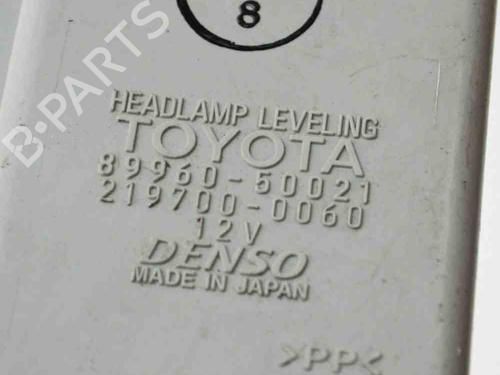 8
B-PARTS
HEADLAMP LEVELING
TOYOTA
89960-50021
219700-0060
12V
DENSO
MADE IN JAPAN
>PP<